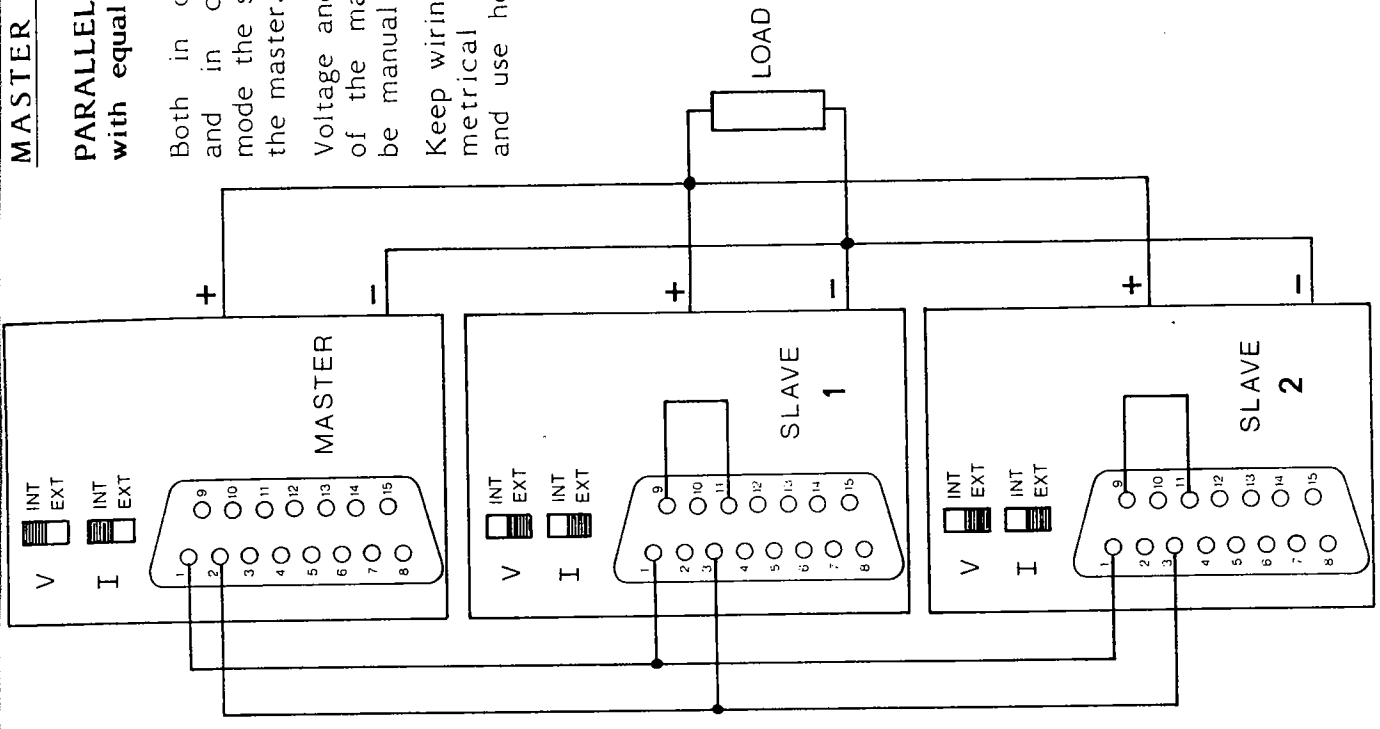 MASTER
PARALLEL
with equal
Both in c
and in c
mode the s
the master.
Voltage and
of the ma
be manual
Keep wirin
metrical
and use he
LOAD
+
−
V
INT
EXT
I
INT
EXT
MASTER
1
2
3
4
5
6
7
8
9
10
11
12
13
14
15
+
−
V
INT
EXT
I
INT
EXT
SLAVE
1
1
2
3
4
5
6
7
8
9
10
11
12
13
14
15
+
−
V
INT
EXT
I
INT
EXT
SLAVE
2
1
2
3
4
5
6
7
8
9
10
11
12
13
14
15